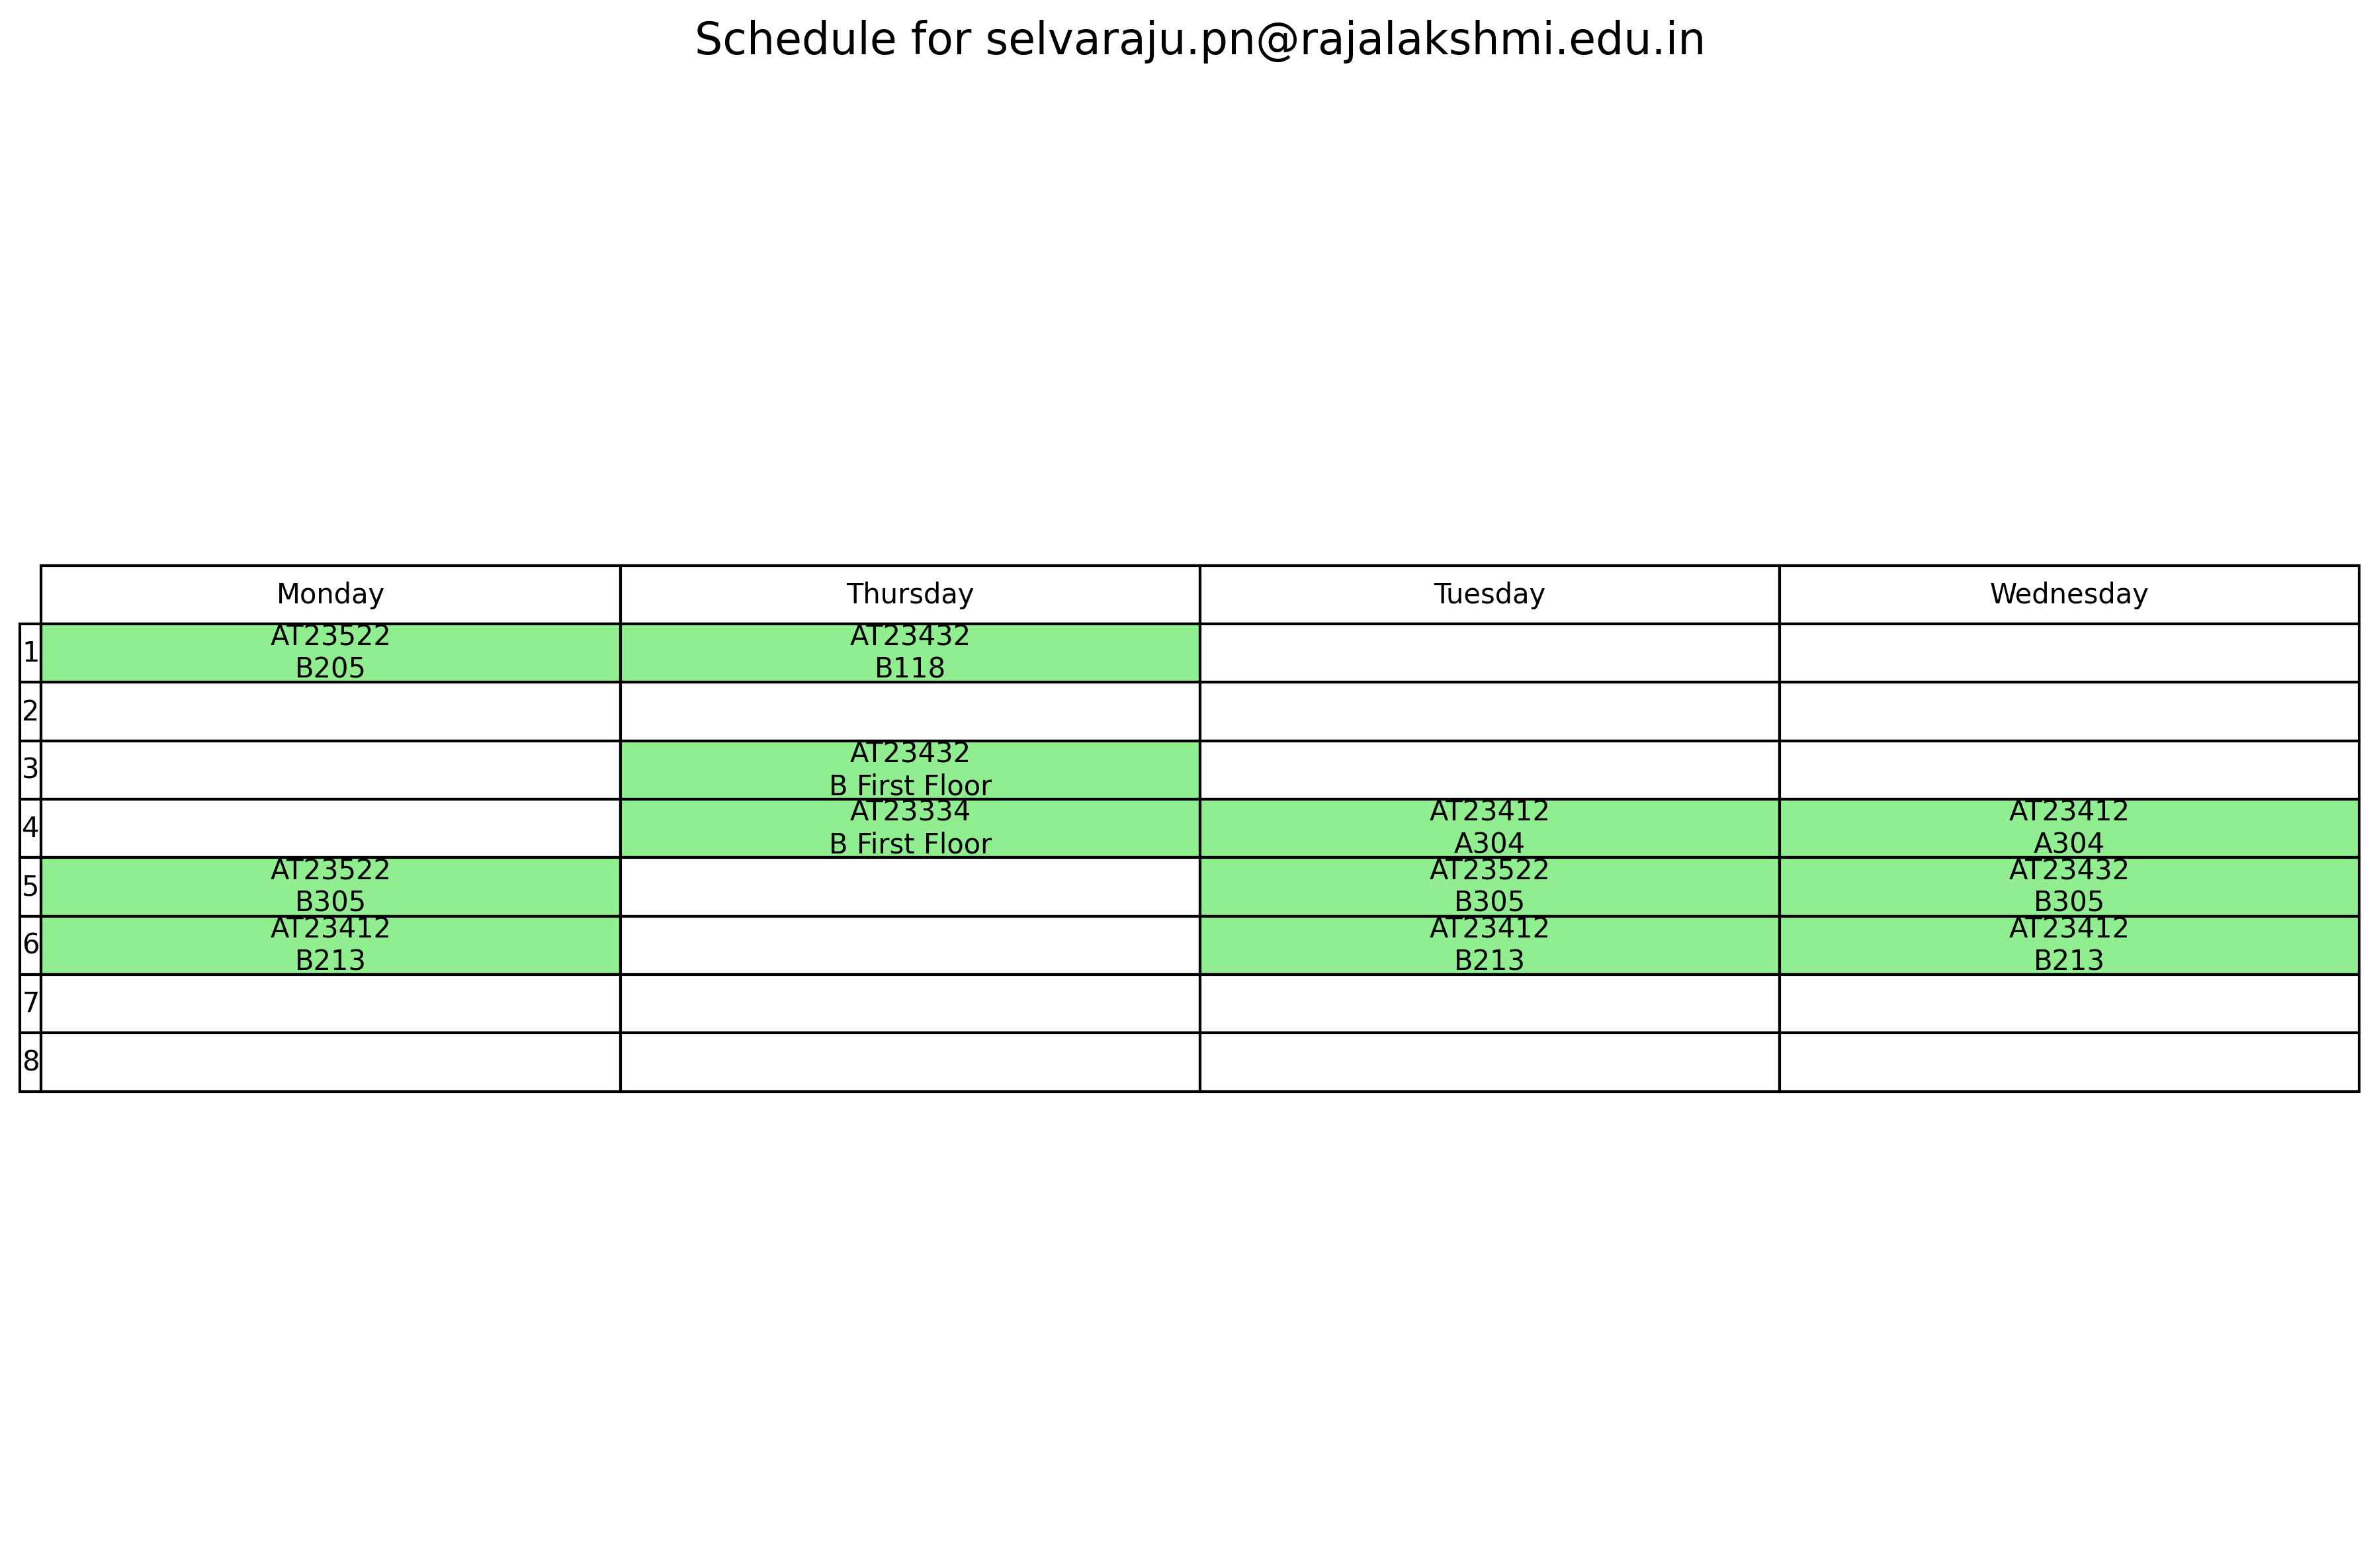 Schedule for selvaraju.pn@rajalakshmi.edu.in
Monday Thursday Tuesday Wednesday
1 AT23522 AT23432
B205 B118
2
3 AT23432
B First Floor
4 AT23334 AT23412 AT23412
B First Floor A304 A304
5 AT23522 AT23522 AT23432
B305 B305 B305
6 AT23412 AT23412 AT23412
B213 B213 B213
7
8